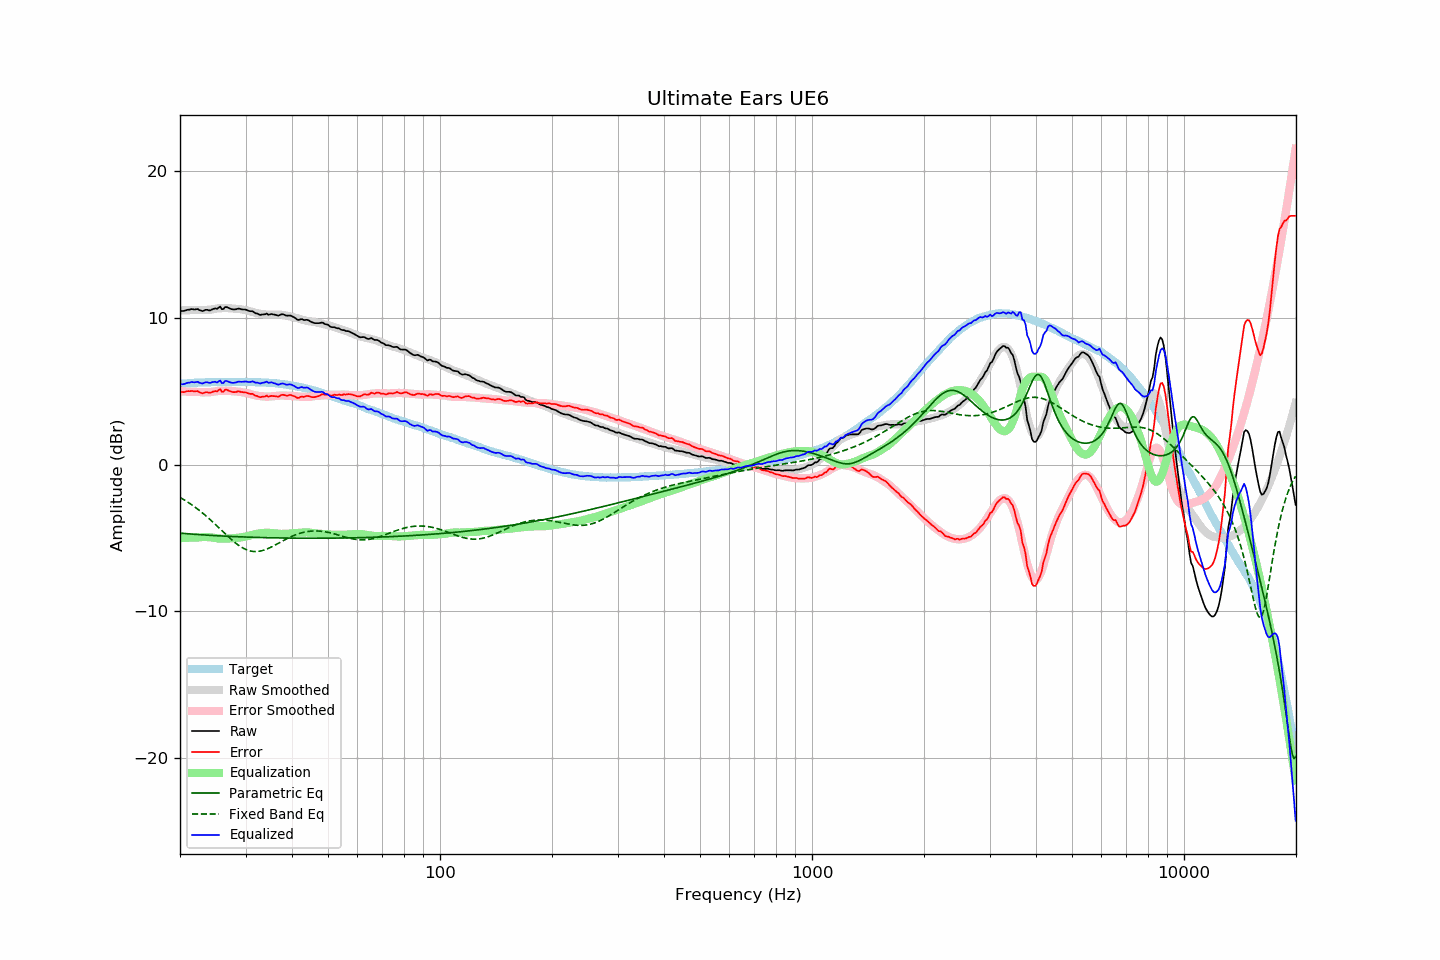 Ultimate Ears UE6
20
10
0
−10
−20
Amplitude (dBr)
Target
Raw Smoothed
Error Smoothed
Raw
Error
Equalization
Parametric Eq
Fixed Band Eq
Equalized
100
1000
10000
Frequency (Hz)